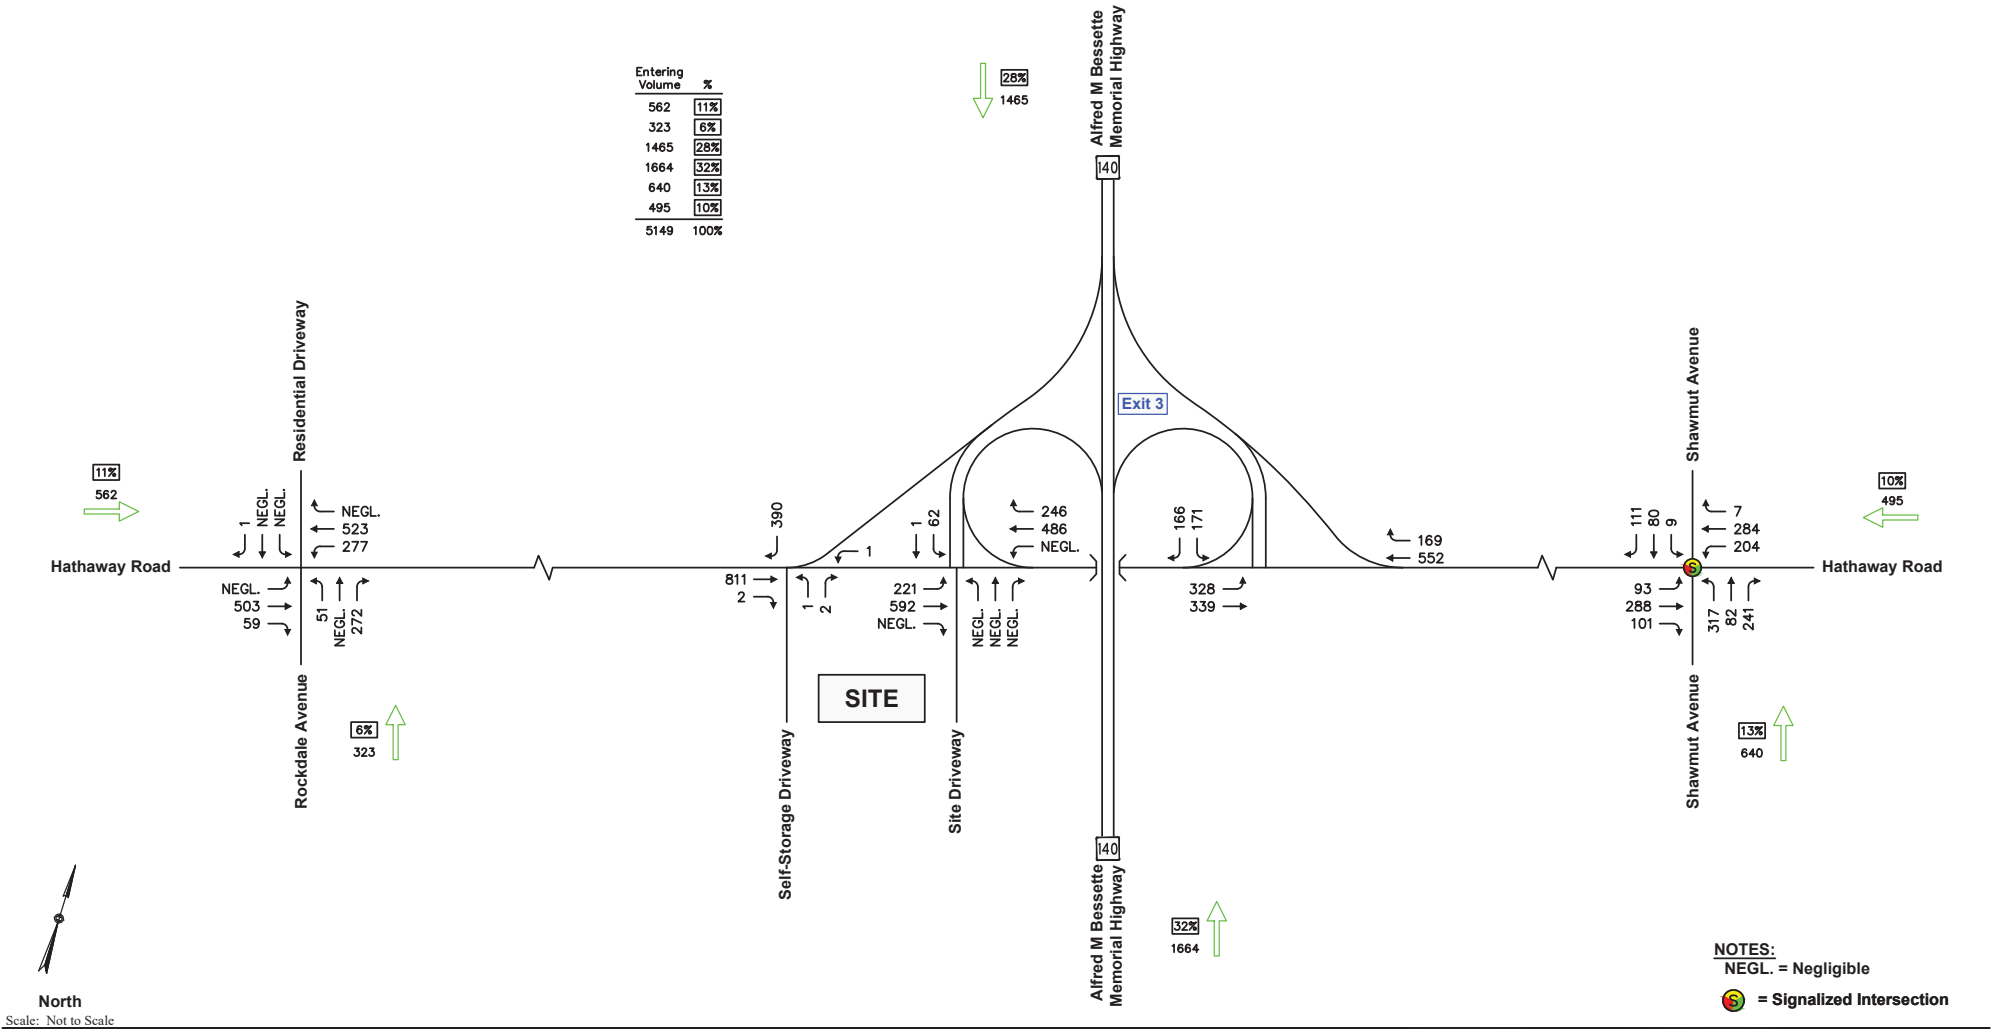 Alfred M Bessette
Memorial Highway
Entering
Volume %
562 11%
323 6%
1465 28%
1664 32%
640 13%
495 10%
5149 100%
28%
1465
140
Exit 3
Residential Driveway
Shawmut Avenue
11%
562
10%
495
1
NEGL.
NEGL.
NEGL.
523
277
390
1
1
62
246
486
NEGL.
166
171
169
552
111
80
9
7
284
204
Hathaway Road
Hathaway Road
S
NEGL.
503
59
51
NEGL.
272
811
2
1
2
221
592
NEGL.
NEGL.
NEGL.
NEGL.
328
339
93
288
101
317
82
241
SITE
Rockdale Avenue
6%
323
Self-Storage Driveway
Site Driveway
Shawmut Avenue
13%
640
140
Alfred M Bessette
Memorial Highway
32%
1664
North
Scale: Not to Scale
NOTES:
NEGL. = Negligible
S = Signalized Intersection